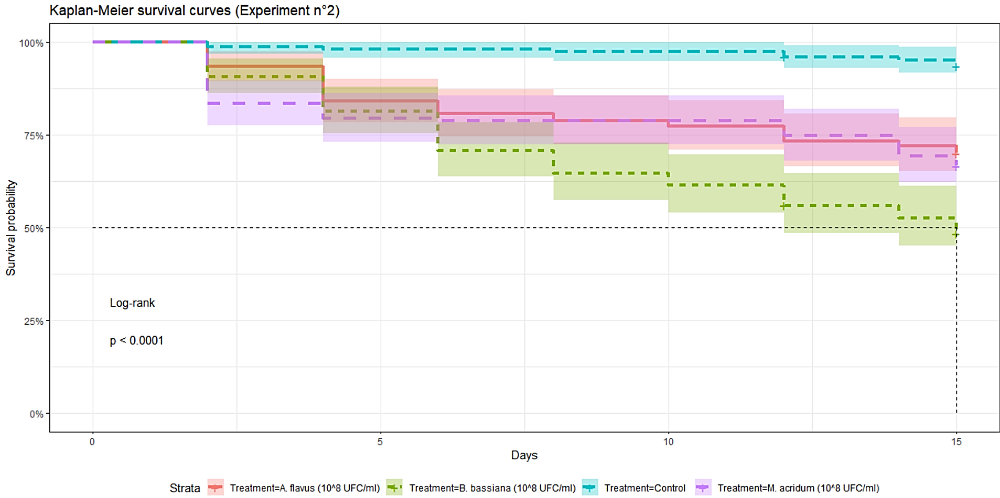 Kaplan-Meier survival curves (Experiment n°2)
100%
75%
50%
25%
0%
Survival probability
Log-rank
p < 0.0001
0 5 10 15
Days
Strata Treatment=A. flavus (10^8 UFC/ml) Treatment=B. bassiana (10^8 UFC/ml) Treatment=Control Treatment=M. acridum (10^8 UFC/ml)